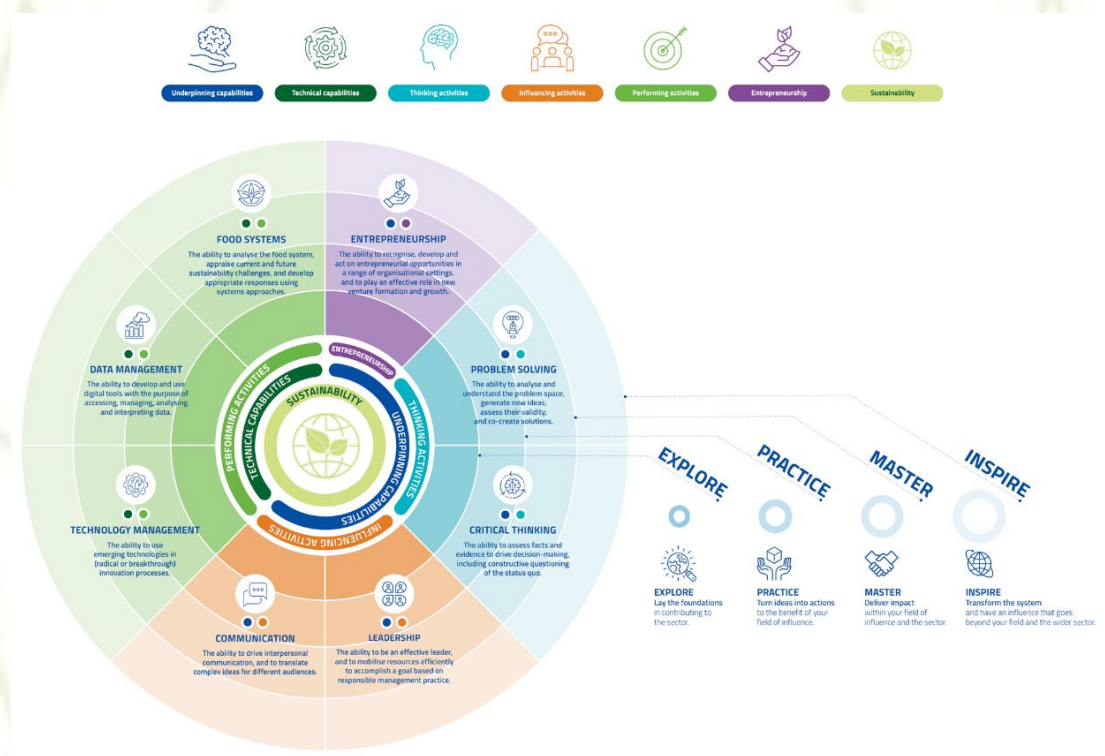 Underpinning capabilities
Technical capabilities
Thinking activities
Influencing activities
Performing activities
Entrepreneurship
Sustainability
FOOD SYSTEMS
The ability to analyse the food system,
appraise current and future
sustainability challenges, and develop
appropriate responses using
systems approaches.
ENTREPRENEURSHIP
The ability to recognise, develop and
act on entrepreneurial opportunities in
a range of organisational settings,
and to play an effective role in new
venture formation and growth.
DATA MANAGEMENT
The ability to develop and use
digital tools with the purpose of
accessing, managing, analysing
and interpreting data.
PROBLEM SOLVING
The ability to analyse and
understand the problem space,
generate new ideas,
assess their validity,
and co-create solutions.
PERFORMING ACTIVITIES
TECHNICAL CAPABILITIES
SUSTAINABILITY
ENTREPRENEURSHIP
UNDERPINNING CAPABILITIES
THINKING ACTIVITIES
INFLUENCING ACTIVITIES
TECHNOLOGY MANAGEMENT
The ability to use
emerging technologies in
(radical or breakthrough)
innovation processes.
CRITICAL THINKING
The ability to assess facts and
evidence to drive decision-making,
including constructive questioning
of the status quo.
COMMUNICATION
The ability to drive interpersonal
communication, and to translate
complex ideas for different audiences.
LEADERSHIP
The ability to be an effective leader,
and to mobilise resources efficiently
to accomplish a goal based on
responsible management practice.
EXPLORE
PRACTICE
MASTER
INSPIRE
EXPLORE
Lay the foundations
in contributing to
the sector.
PRACTICE
Turn ideas into actions
to the benefit of your
field of influence.
MASTER
Deliver impact
within your field of
influence and the sector.
INSPIRE
Transform the system
and have an influence that goes
beyond your field and the wider sector.